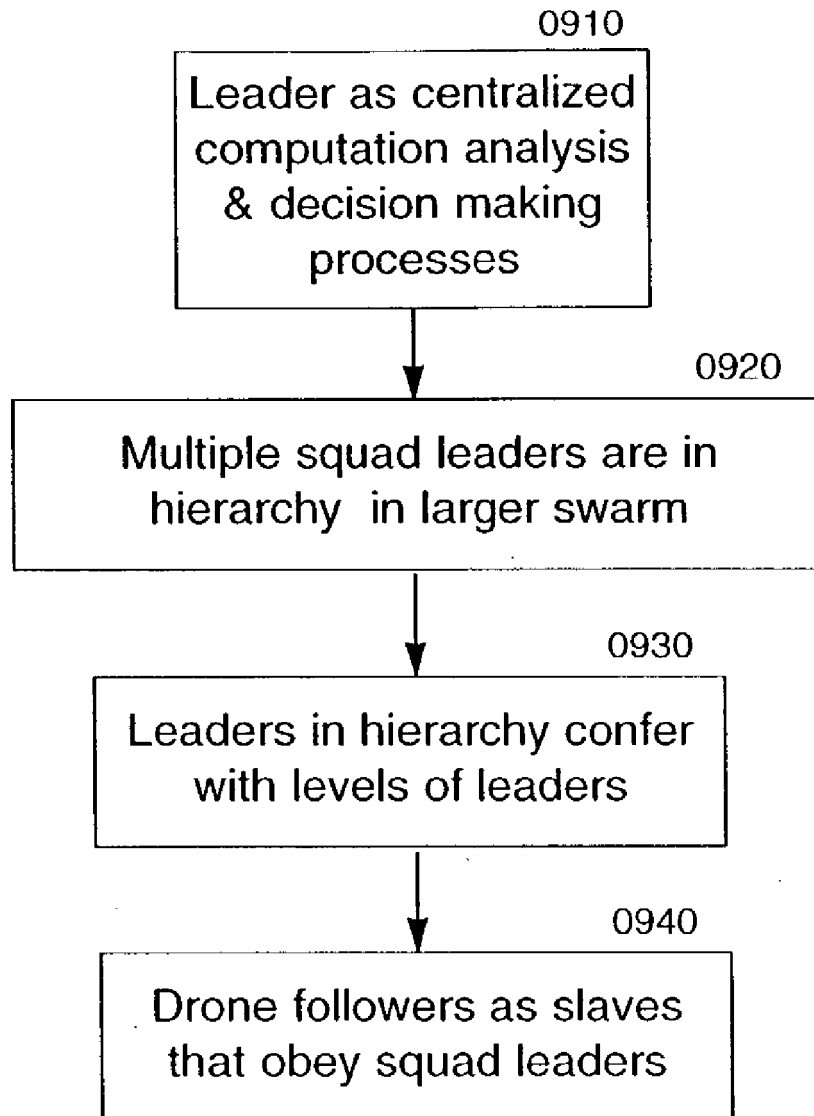 0910
Leader as centralized
computation analysis
& decision making
processes
0920
Multiple squad leaders are in
hierarchy in larger swarm
0930
Leaders in hierarchy confer
with levels of leaders
0940
Drone followers as slaves
that obey squad leaders